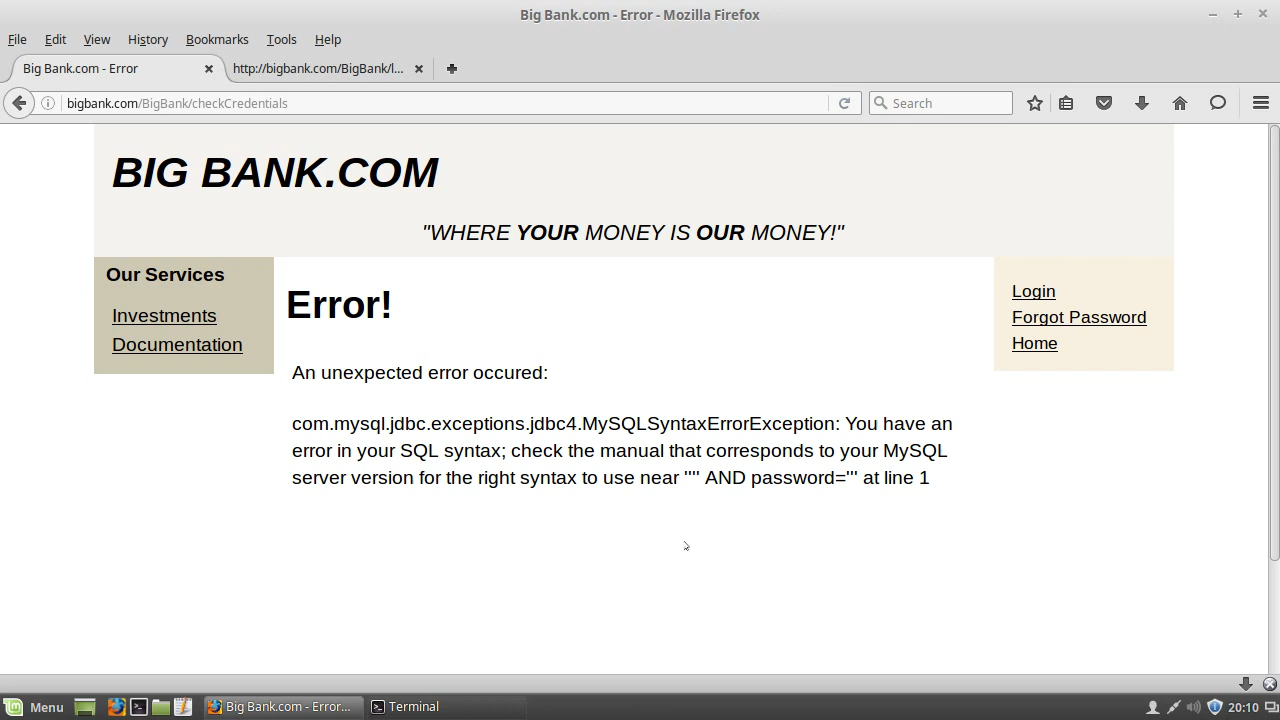 Big Bank.com - Error - Mozilla Firefox
File Edit View History Bookmarks Tools Help
Big Bank.com - Error http://bigbank.com/BigBank/l...
bigbank.com/BigBank/checkCredentials Search
BIG BANK.COM
"WHERE YOUR MONEY IS OUR MONEY!"
Our Services
Investments
Documentation
Error!
An unexpected error occured:
com.mysql.jdbc.exceptions.jdbc4.MySQLSyntaxErrorException: You have an
error in your SQL syntax; check the manual that corresponds to your MySQL
server version for the right syntax to use near '''' AND password=''' at line 1
Login
Forgot Password
Home
Menu Big Bank.com - Error... Terminal 20:10